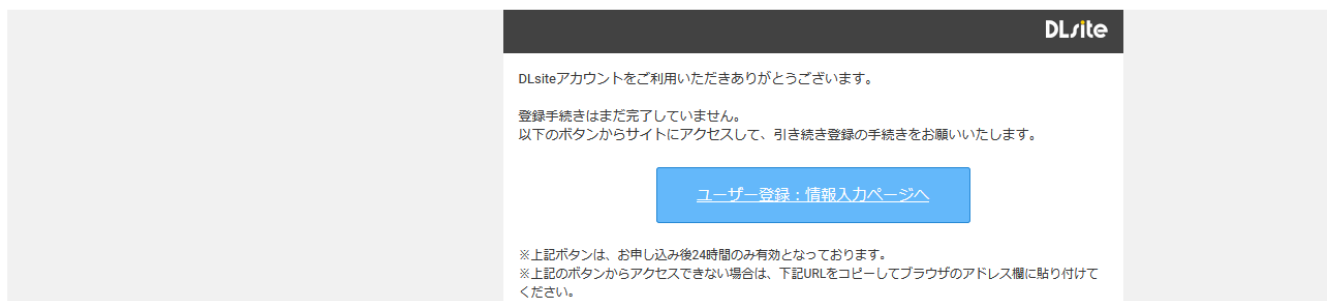 DLsite
DLsiteアカウントをご利用いただきありがとうございます。
登録手続きはまだ完了していません。
以下のボタンからサイトにアクセスして、引き続き登録の手続きをお願いいたします。
ユーザー登録：情報入力ページへ
※上記ボタンは、お申し込み後24時間のみ有効となっております。
※上記のボタンからアクセスできない場合は、下記URLをコピーしてブラウザのアドレス欄に貼り付けて
ください。